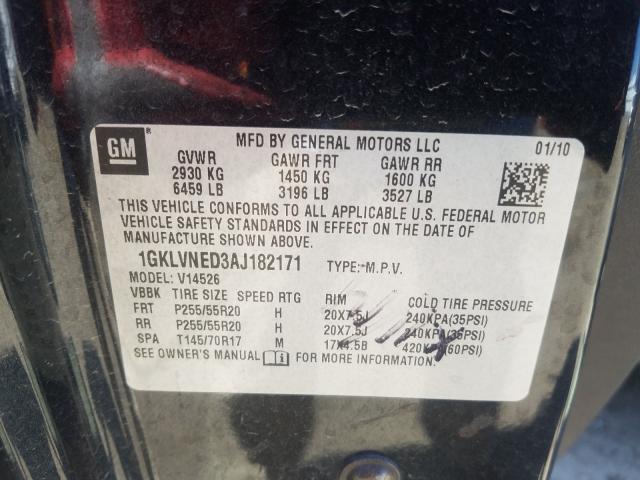 GM ® MFD BY GENERAL MOTORS LLC 01/10
GVWR GAWR FRT GAWR RR
2930 KG 1450 KG 1600 KG
6459 LB 3196 LB 3527 LB
THIS VEHICLE CONFORMS TO ALL APPLICABLE U.S. FEDERAL MOTOR
VEHICLE SAFETY STANDARDS IN EFFECT ON THE DATE OF
MANUFACTURE SHOWN ABOVE.
1GKLVNED3AJ182171 TYPE: M.P.V.
MODEL: V14526
VBBK TIRE SIZE SPEED RTG RIM COLD TIRE PRESSURE
FRT P255/55R20 H 20X7.5J 240KPA(35PSI)
RR P255/55R20 H 20X7.5J 240KPA(35PSI)
SPA T145/70R17 M 17X4.5B 420KPA(60PSI)
SEE OWNER'S MANUAL FOR MORE INFORMATION.